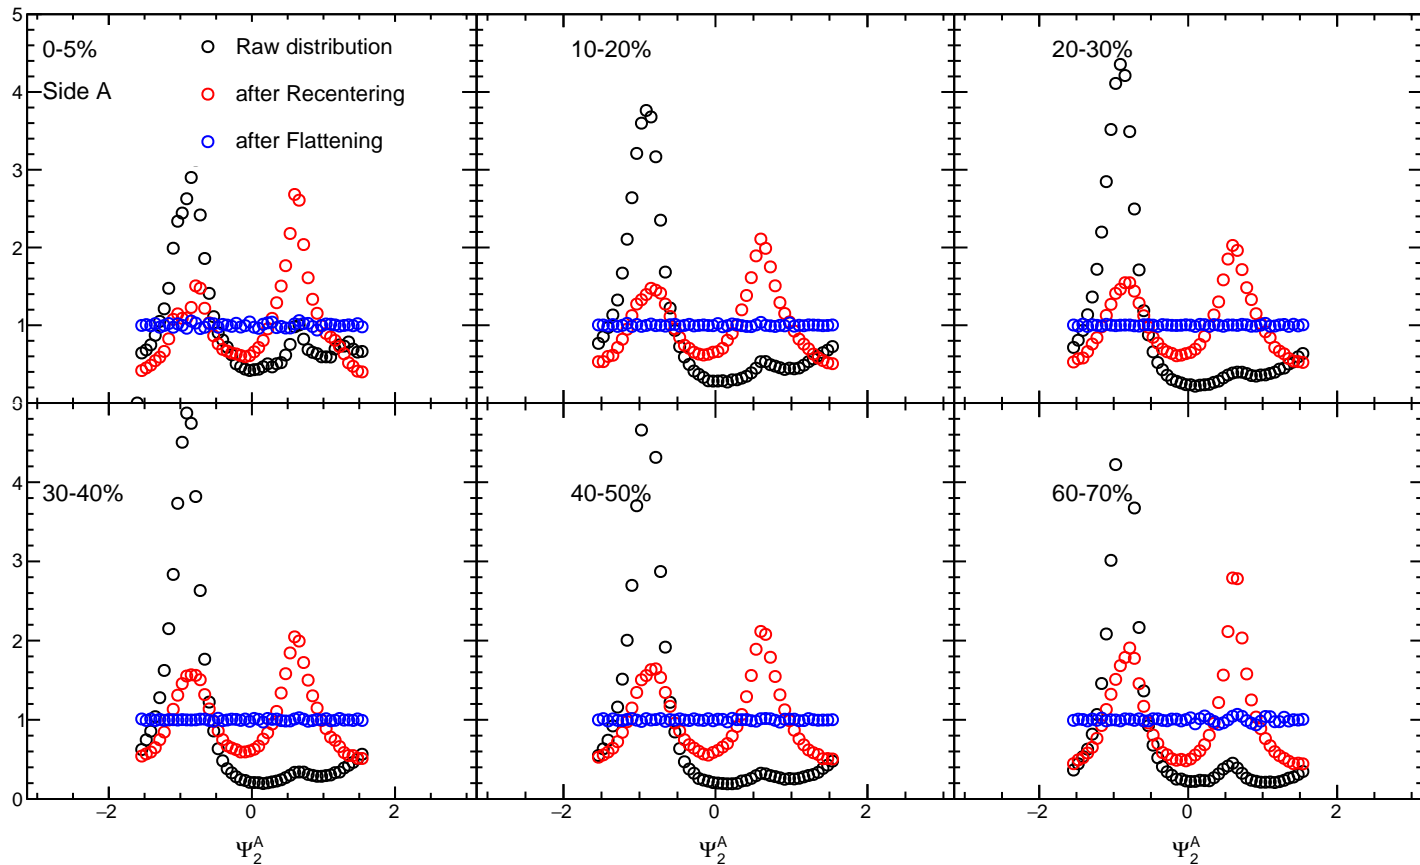 5
0-5%
Raw distribution
10-20%
20-30%
4
Side A
after Recentering
after Flattening
3
2
1
0
4
30-40%
40-50%
60-70%
3
2
1
0
−2 0 2
−2 0 2
−2 0 2
Ψ₂ᴬ
Ψ₂ᴬ
Ψ₂ᴬ